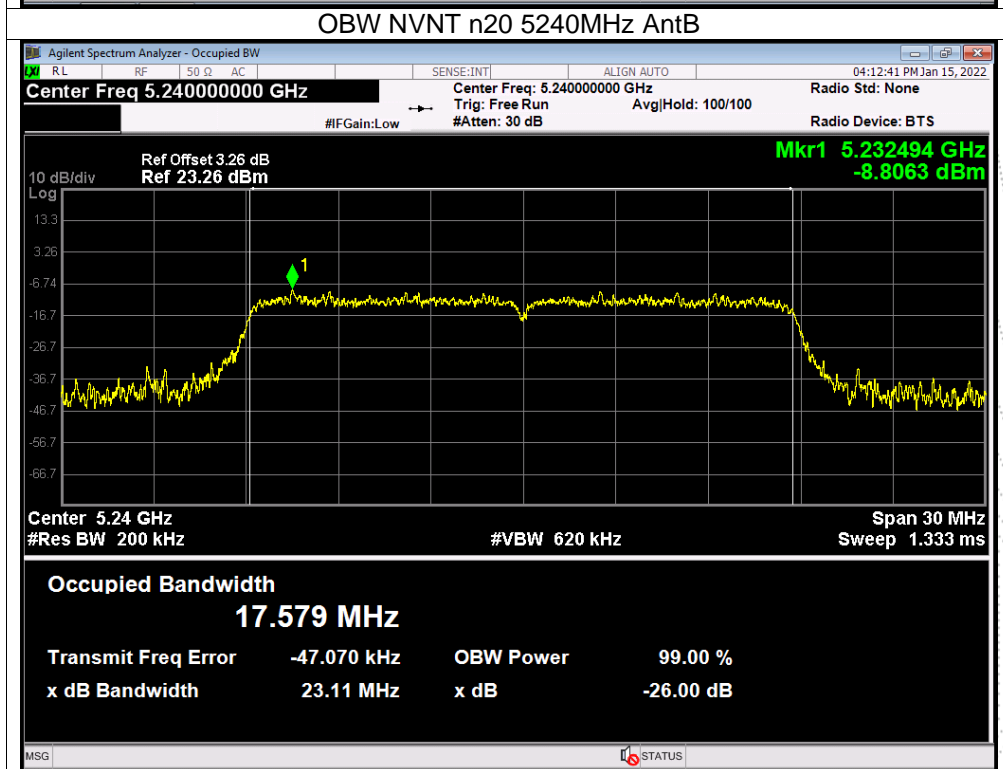 OBW NVNT n20 5240MHz AntB
Agilent Spectrum Analyzer - Occupied BW
LXI RL RF 50 Ω AC SENSE:INT ALIGN AUTO 04:12:41 PM Jan 15, 2022
Center Freq 5.240000000 GHz Center Freq: 5.240000000 GHz Radio Std: None
Trig: Free Run Avg|Hold: 100/100
#IFGain:Low #Atten: 30 dB Radio Device: BTS
Mkr1 5.232494 GHz
-8.8063 dBm
Ref Offset 3.26 dB
10 dB/div Ref 23.26 dBm
Log
13.3
3.26
1
-6.74
-16.7
-26.7
-36.7
-46.7
-56.7
-66.7
Center 5.24 GHz Span 30 MHz
#Res BW 200 kHz #VBW 620 kHz Sweep 1.333 ms
Occupied Bandwidth
17.579 MHz
Transmit Freq Error -47.070 kHz OBW Power 99.00 %
x dB Bandwidth 23.11 MHz x dB -26.00 dB
MSG STATUS